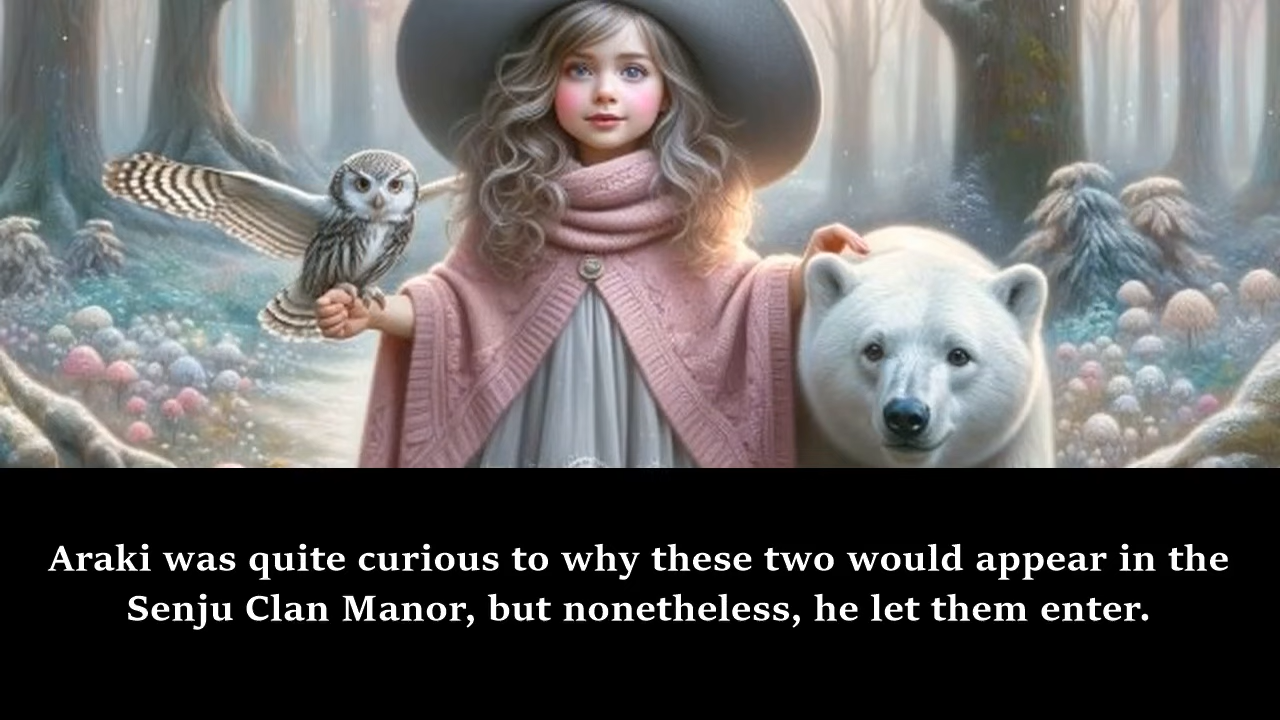 Araki was quite curious to why these two would appear in the
Senju Clan Manor, but nonetheless, he let them enter.